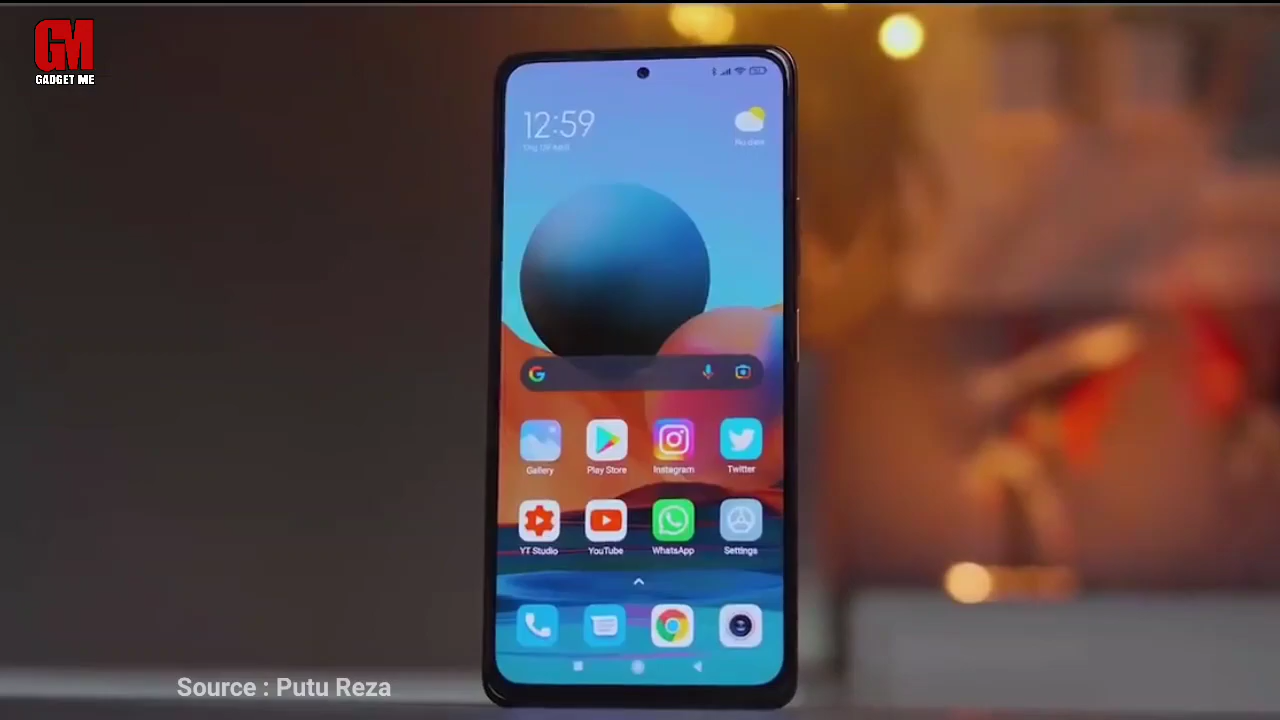 GM
GADGET ME
12:59
Gallery
Play Store
Instagram
Twitter
YT Studio
YouTube
WhatsApp
Settings
Source : Putu Reza